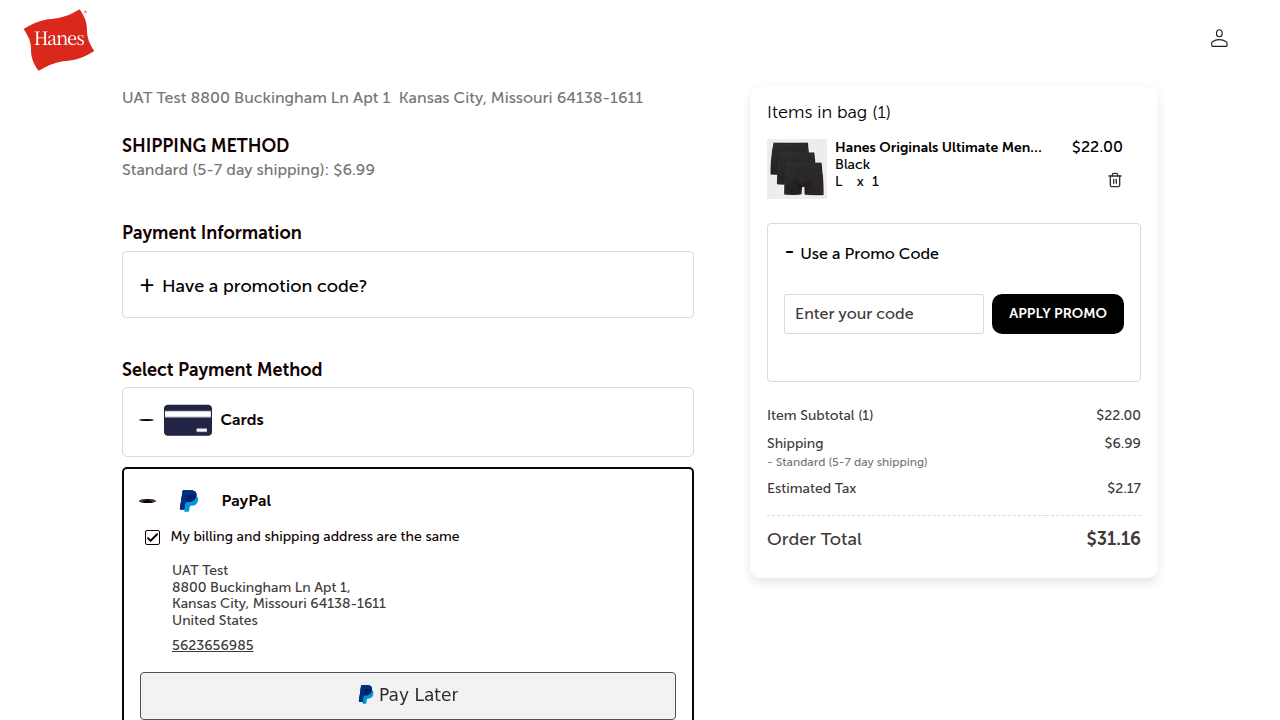 Hanes
UAT Test 8800 Buckingham Ln Apt 1 Kansas City, Missouri 64138-1611
SHIPPING METHOD
Standard (5-7 day shipping): $6.99
Payment Information
+ Have a promotion code?
Select Payment Method
Cards
PayPal
My billing and shipping address are the same
UAT Test
8800 Buckingham Ln Apt 1,
Kansas City, Missouri 64138-1611
United States
5623656985
Pay Later
Items in bag (1)
Hanes Originals Ultimate Men... $22.00
Black
L x 1
- Use a Promo Code
Enter your code APPLY PROMO
Item Subtotal (1) $22.00
Shipping $6.99
- Standard (5-7 day shipping)
Estimated Tax $2.17
Order Total $31.16